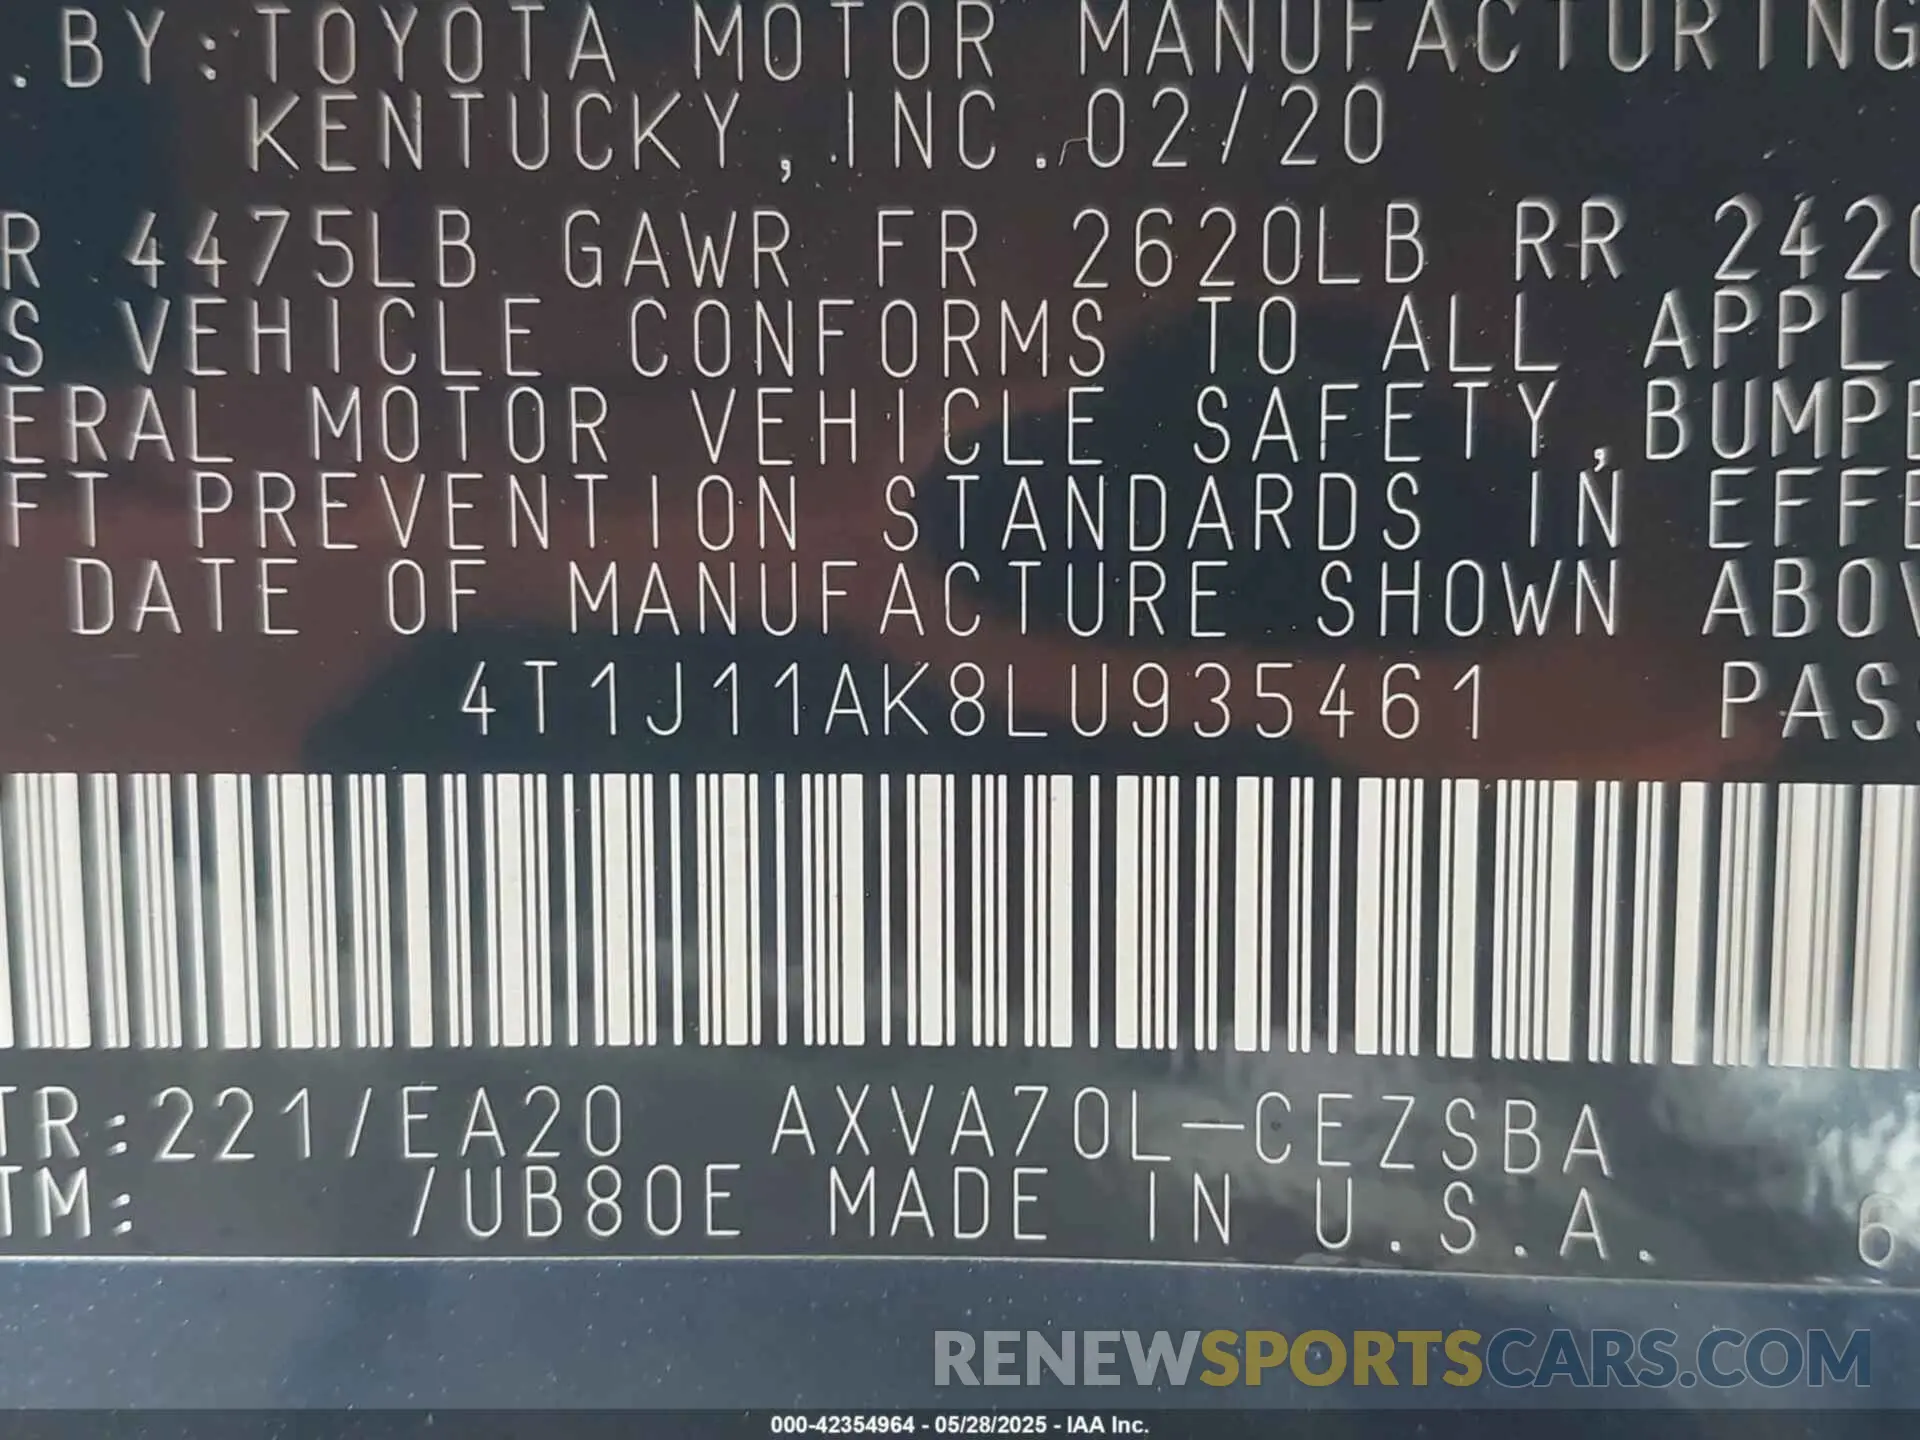 . BY:TOYOTA MOTOR MANUFACTURING
KENTUCKY, INC. 02/20
R 4475LB GAWR FR 2620LB RR 242
S VEHICLE CONFORMS TO ALL APPL
ERAL MOTOR VEHICLE SAFETY, BUMPE
FT PREVENTION STANDARDS IN EFFE
DATE OF MANUFACTURE SHOWN ABOV
4T1J11AK8LU935461 PASS
TR:221/EA20 AXVA70L-CEZSBA
TM: /UB80E MADE IN U.S.A. 6
RENEWSPORTSCARS.COM
000-42354964 - 05/28/2025 - IAA Inc.